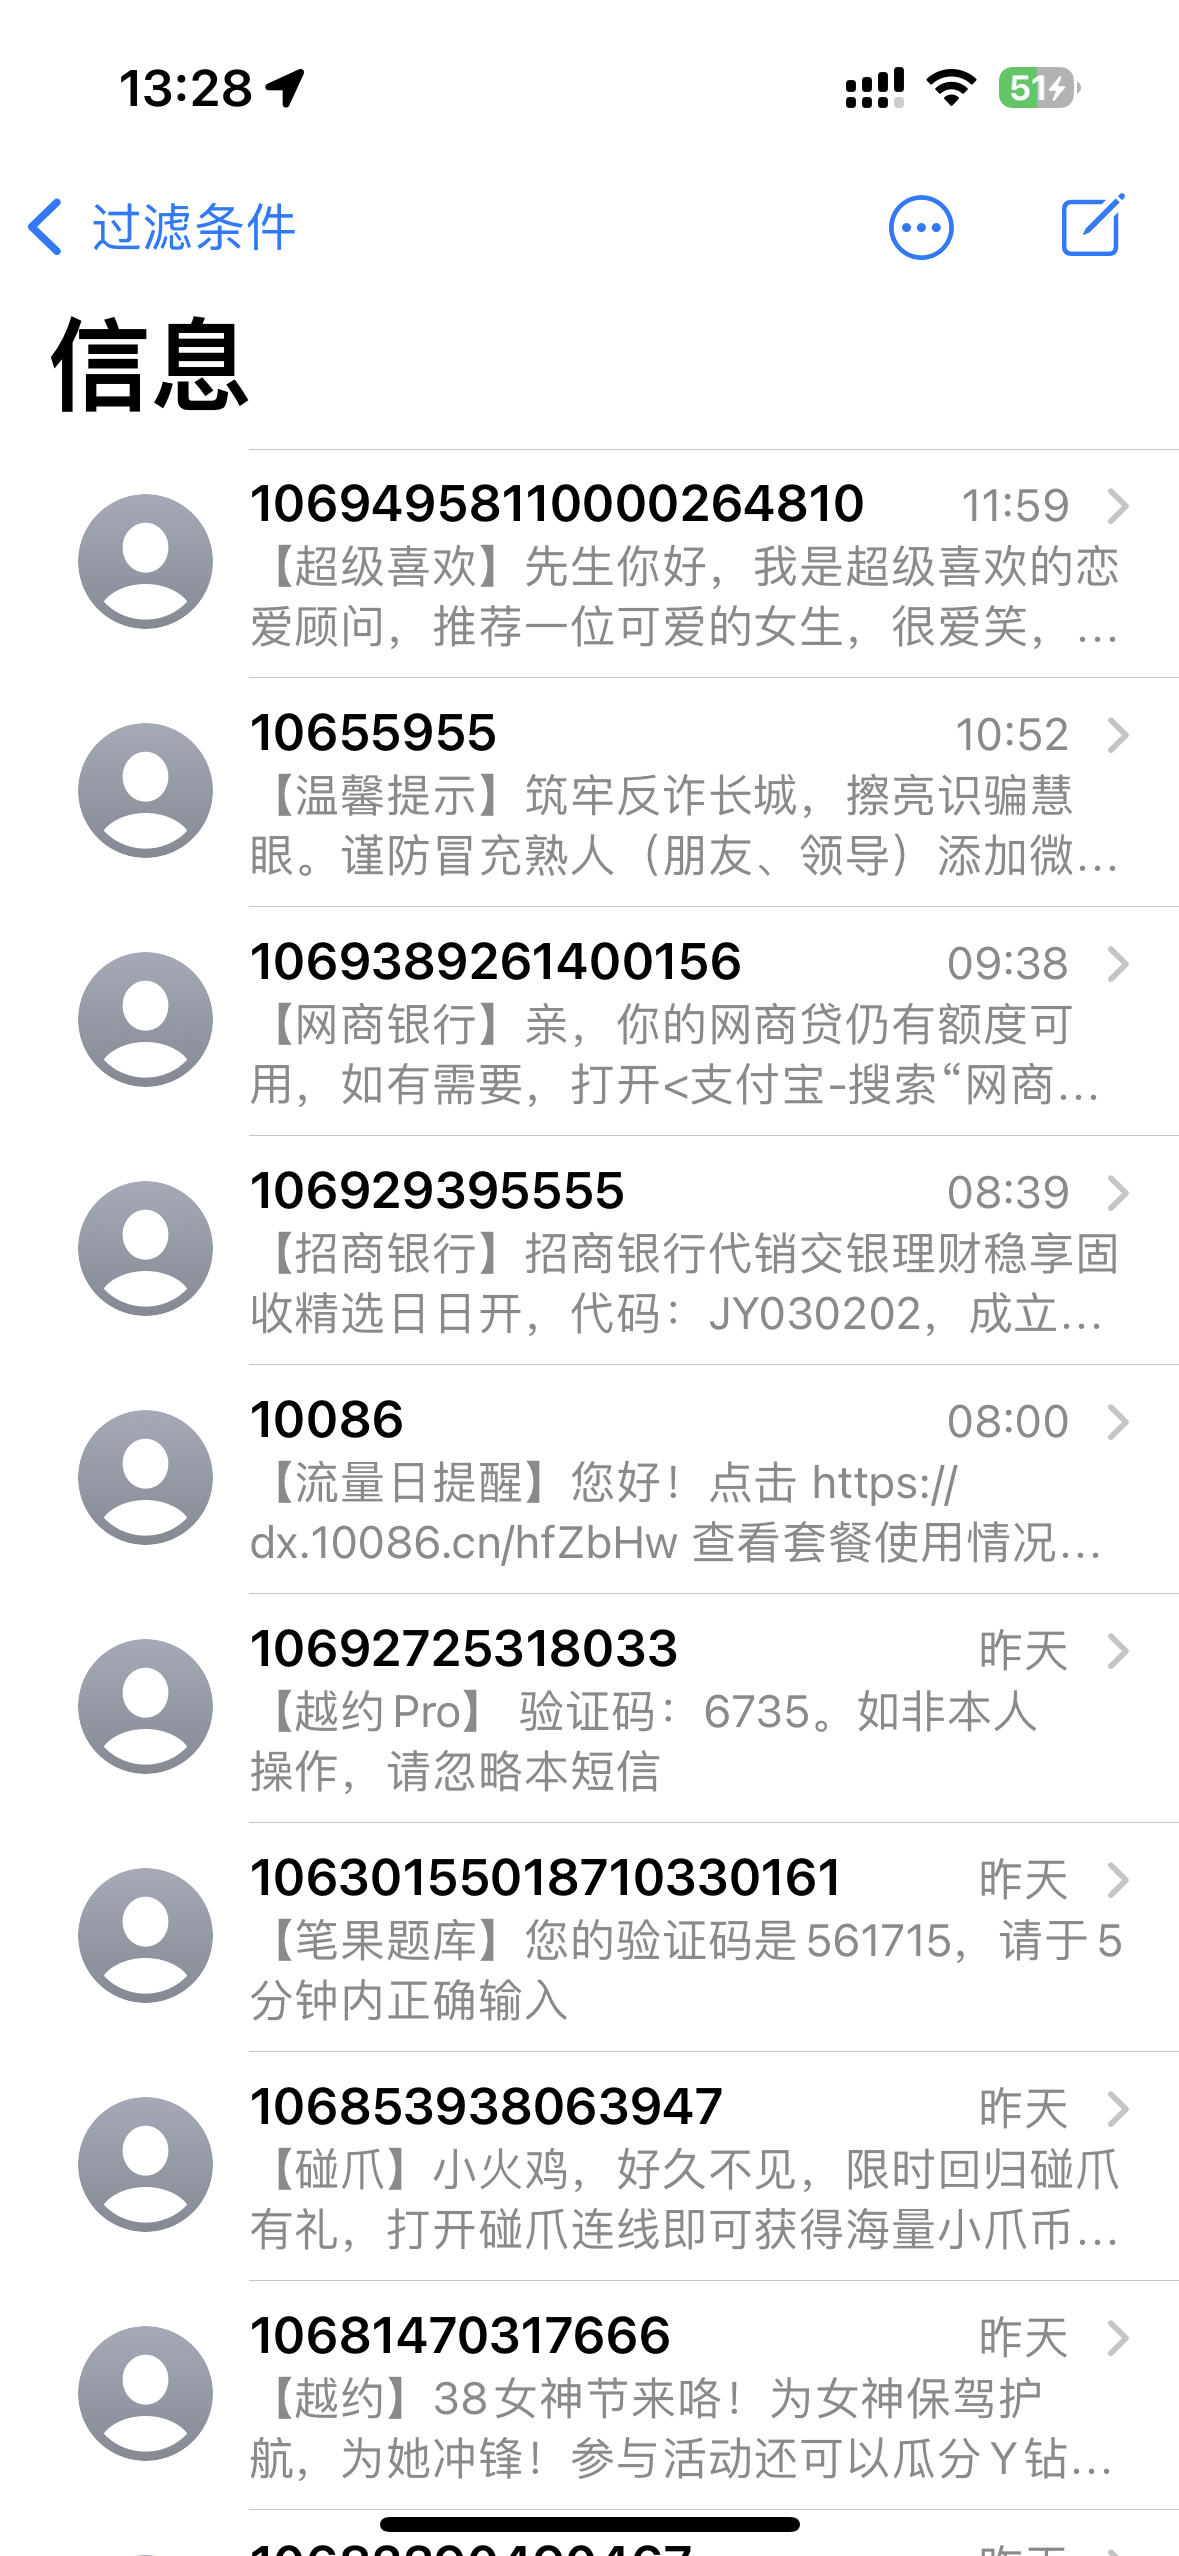 13:28
51
过滤条件
信息
106949581100000264810 11:59
【超级喜欢】先生你好，我是超级喜欢的恋
爱顾问，推荐一位可爱的女生，很爱笑，...
10655955 10:52
【温馨提示】筑牢反诈长城，擦亮识骗慧
眼。谨防冒充熟人（朋友、领导）添加微...
1069389261400156 09:38
【网商银行】亲，你的网商贷仍有额度可
用，如有需要，打开<支付宝-搜索“网商...
106929395555 08:39
【招商银行】招商银行代销交银理财稳享固
收精选日日开，代码：JY030202，成立...
10086 08:00
【流量日提醒】您好！点击 https://
dx.10086.cn/hfZbHw 查看套餐使用情况...
10692725318033 昨天
【越约Pro】 验证码：6735。如非本人
操作，请忽略本短信
10630155018710330161 昨天
【笔果题库】您的验证码是561715，请于5
分钟内正确输入
106853938063947 昨天
【碰爪】小火鸡，好久不见，限时回归碰爪
有礼，打开碰爪连线即可获得海量小爪币...
10681470317666 昨天
【越约】38女神节来咯！为女神保驾护
航，为她冲锋！参与活动还可以瓜分Y钻...